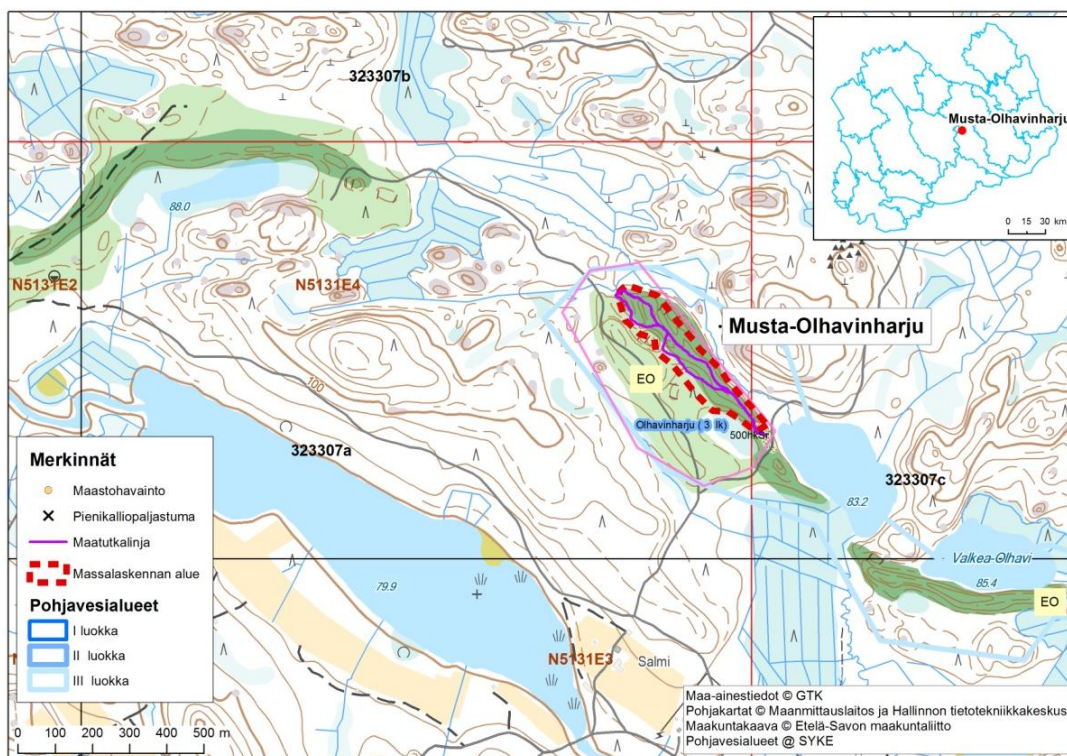 323307b
Musta-Olhavinharju
0 15 30 km
88.0
N5131E2
N5131E4
Musta-Olhavinharju
EO
100
Olhavinharju ( 3 lk)
500hkSr
323307a
323307c
83.2
Valkea-Olhavi
85.4
EO
79.9
N5131E3
Salmi
Merkinnät
Maastohavainto
Pienikalliopaljastuma
Maatutkalinja
Massalaskennan alue
Pohjavesialueet
I luokka
II luokka
III luokka
0 100 200 300 400 500 m
Maa-ainestiedot © GTK
Pohjakartat © Maanmittauslaitos ja Hallinnon tietotekniikkakeskus
Maakuntakaava © Etelä-Savon maakuntaliitto
Pohjavesialueet @ SYKE